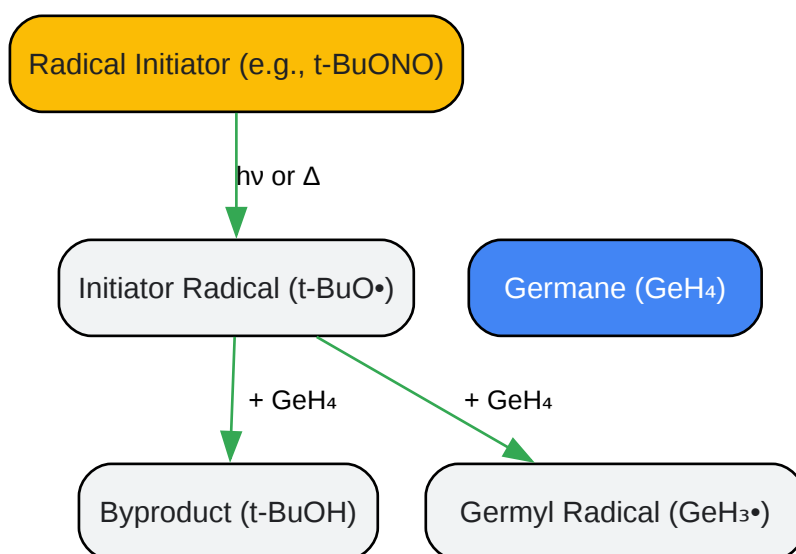 Radical Initiator (e.g., t-BuONO)
hν or Δ
Initiator Radical (t-BuO•)
Germane (GeH₄)
+ GeH₄
+ GeH₄
Byproduct (t-BuOH)
Germyl Radical (GeH₃•)